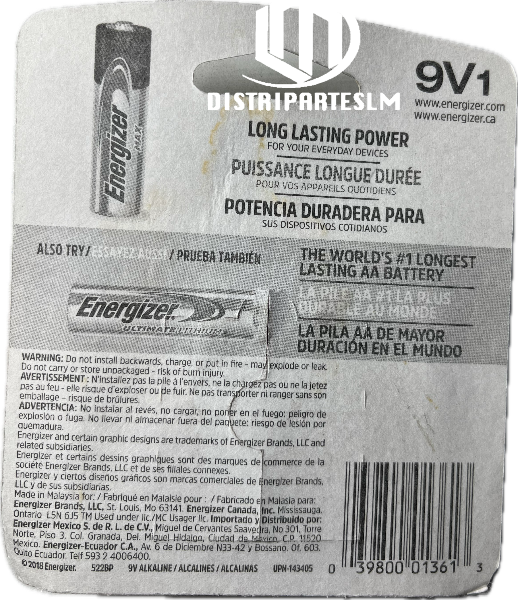 DISTRIPARTESLM
9V1
www.energizer.com
www.energizer.ca
Energizer MAX
LONG LASTING POWER
FOR YOUR EVERYDAY DEVICES
PUISSANCE LONGUE DURÉE
POUR VOS APPAREILS QUOTIDIENS
POTENCIA DURADERA PARA
SUS DISPOSITIVOS COTIDIANOS
ALSO TRY/ESSAYEZ AUSSI/PRUEBA TAMBIÉN
THE WORLD'S #1 LONGEST
LASTING AA BATTERY
LA PILE AA
LA PLUS
AU MONDE
LA PILA AA DE MAYOR
DURACIÓN EN EL MUNDO
Energizer
ULTIMATE LITHIUM
WARNING: Do not install backwards, charge, or put in fire - may explode or leak.
Do not carry or store unpackaged - risk of burn injury.
AVERTISSEMENT: N'installez pas la pile à l'envers, ne la chargez pas ou ne la jetez
pas au feu - elle risque d'exploser ou de fuir. Ne pas transporter ni ranger sans son
emballage – risque de brûlures.
ADVERTENCIA: No instalar al revés, no cargar, no poner en el fuego: peligro de
explosión o fuga. No llevar ni almacenar fuera del paquete: riesgo de lesión por
quemadura.
Energizer and certain graphic designs are trademarks of Energizer Brands, LLC and
related subsidiaries.
Energizer et certains dessins graphiques sont des marques de commerce de la
société Energizer Brands, LLC et de ses filiales connexes.
Energizer y ciertos diseños gráficos son marcas comerciales de Energizer Brands,
LLC y de sus subsidiarias.
Made in Malaysia for: / Fabriqué en Malaisie pour : / Fabricado en Malasia para:
Energizer Brands, LLC, St. Louis, Mo 63141. Energizer Canada, Inc. Mississauga,
Ontario L5N 6J5 TM Used under lic./MC Usager lic. Importado y Distribuido por:
Energizer Mexico S. de R. L. de C.V., Miguel de Cervantes Saavedra, No 301, Torre
Norte, Piso 3. Col. Granada, Del. Miguel Hidalgo, Ciudad de Mexico, C.P. 11520
Mexico. Energizer-Ecuador C.A., Av. 6 de Diciembre N33-42 y Bossano. Of. 603.
Quito Ecuador. Telf 593 2 4006400.
©2018 Energizer. 522BP 9V ALKALINE / ALCALINES / ALCALINAS UPN-143405
0 39800 01361 3